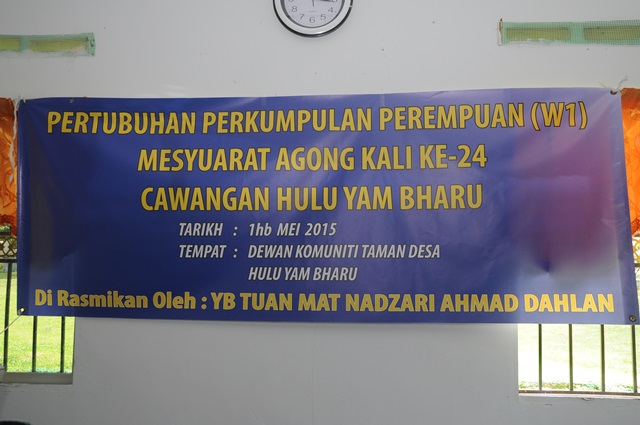 PERTUBUHAN PERKUMPULAN PEREMPUAN (W1)
MESYUARAT AGONG KALI KE-24
CAWANGAN HULU YAM BHARU
TARIKH : 1hb MEI 2015
TEMPAT : DEWAN KOMUNITI TAMAN DESA
HULU YAM BHARU
Di Rasmikan Oleh : YB TUAN MAT NADZARI AHMAD DAHLAN